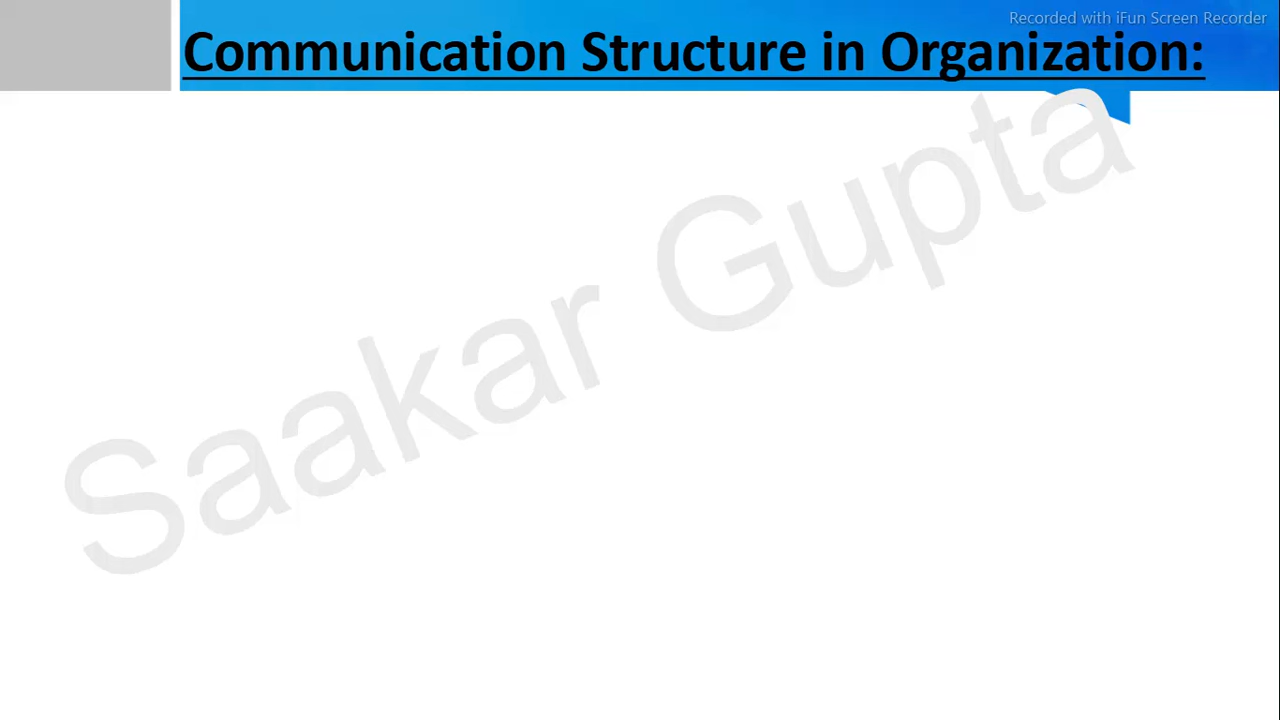 Recorded with iFun Screen Recorder
Communication Structure in Organization:
Saakar Gupta